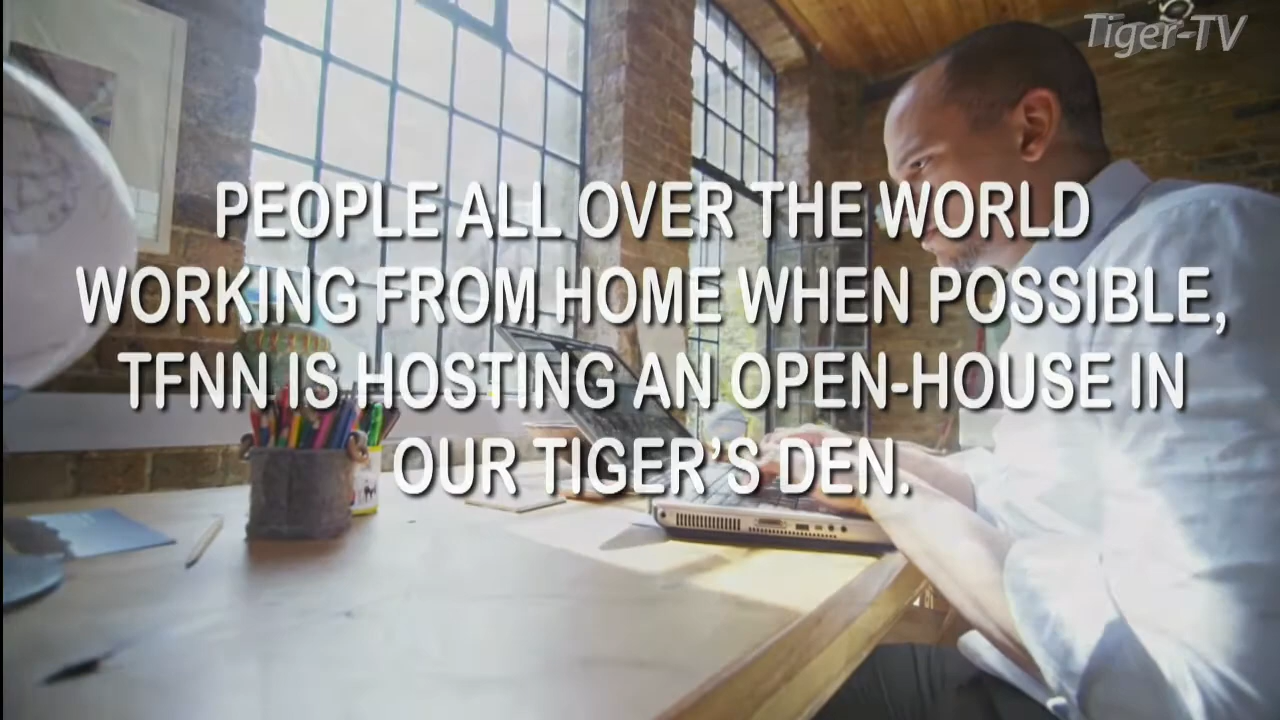 Tiger-TV
PEOPLE ALL OVER THE WORLD
WORKING FROM HOME WHEN POSSIBLE,
TFNN IS HOSTING AN OPEN-HOUSE IN
OUR TIGER'S DEN.